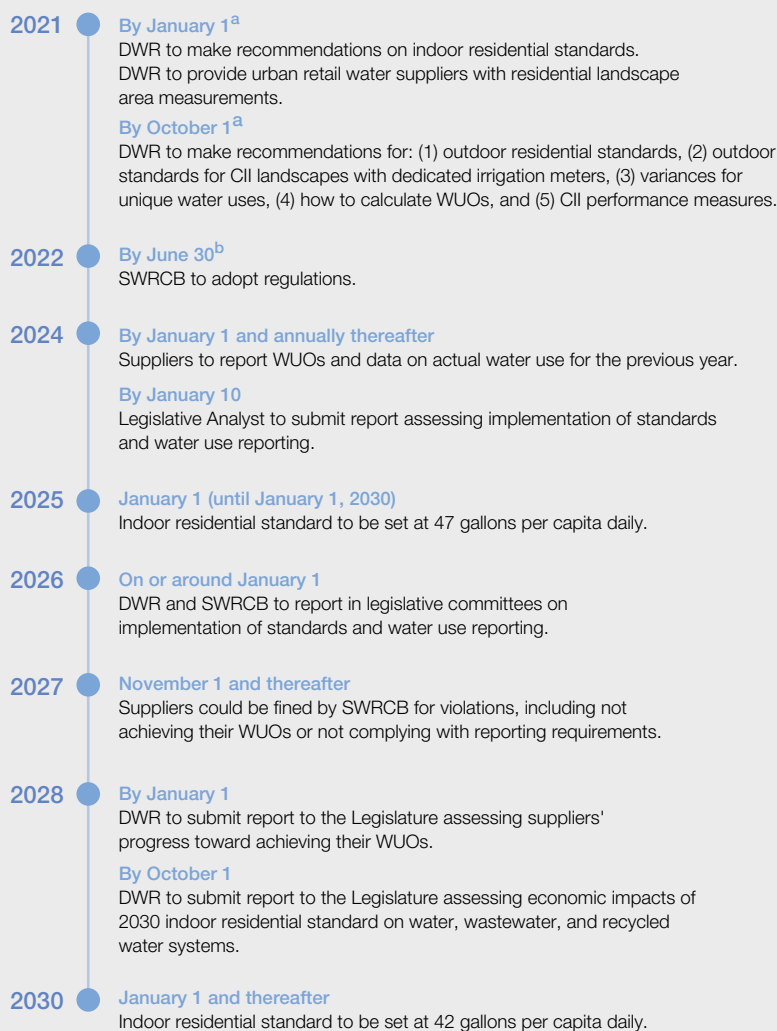 2021
By January 1a
DWR to make recommendations on indoor residential standards.
DWR to provide urban retail water suppliers with residential landscape
area measurements.
By October 1a
DWR to make recommendations for: (1) outdoor residential standards, (2) outdoor
standards for CII landscapes with dedicated irrigation meters, (3) variances for
unique water uses, (4) how to calculate WUOs, and (5) CII performance measures.
2022
By June 30b
SWRCB to adopt regulations.
2024
By January 1 and annually thereafter
Suppliers to report WUOs and data on actual water use for the previous year.
By January 10
Legislative Analyst to submit report assessing implementation of standards
and water use reporting.
2025
January 1 (until January 1, 2030)
Indoor residential standard to be set at 47 gallons per capita daily.
2026
On or around January 1
DWR and SWRCB to report in legislative committees on
implementation of standards and water use reporting.
2027
November 1 and thereafter
Suppliers could be fined by SWRCB for violations, including not
achieving their WUOs or not complying with reporting requirements.
2028
By January 1
DWR to submit report to the Legislature assessing suppliers'
progress toward achieving their WUOs.
By October 1
DWR to submit report to the Legislature assessing economic impacts of
2030 indoor residential standard on water, wastewater, and recycled
water systems.
2030
January 1 and thereafter
Indoor residential standard to be set at 42 gallons per capita daily.